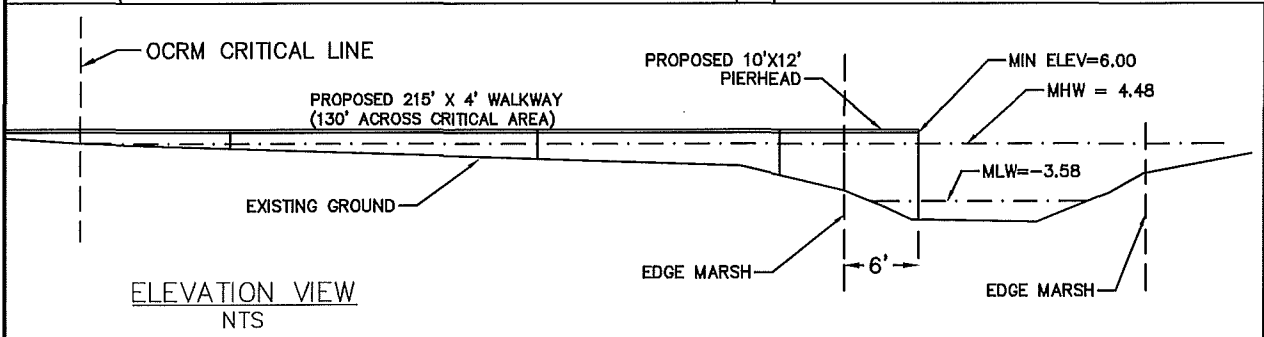 OCRM CRITICAL LINE
PROPOSED 10'X12'
PIERHEAD
MIN ELEV=6.00
MHW = 4.48
PROPOSED 215' X 4' WALKWAY
(130' ACROSS CRITICAL AREA)
MLW=-3.58
EXISTING GROUND
EDGE MARSH
6'
EDGE MARSH
ELEVATION VIEW
NTS